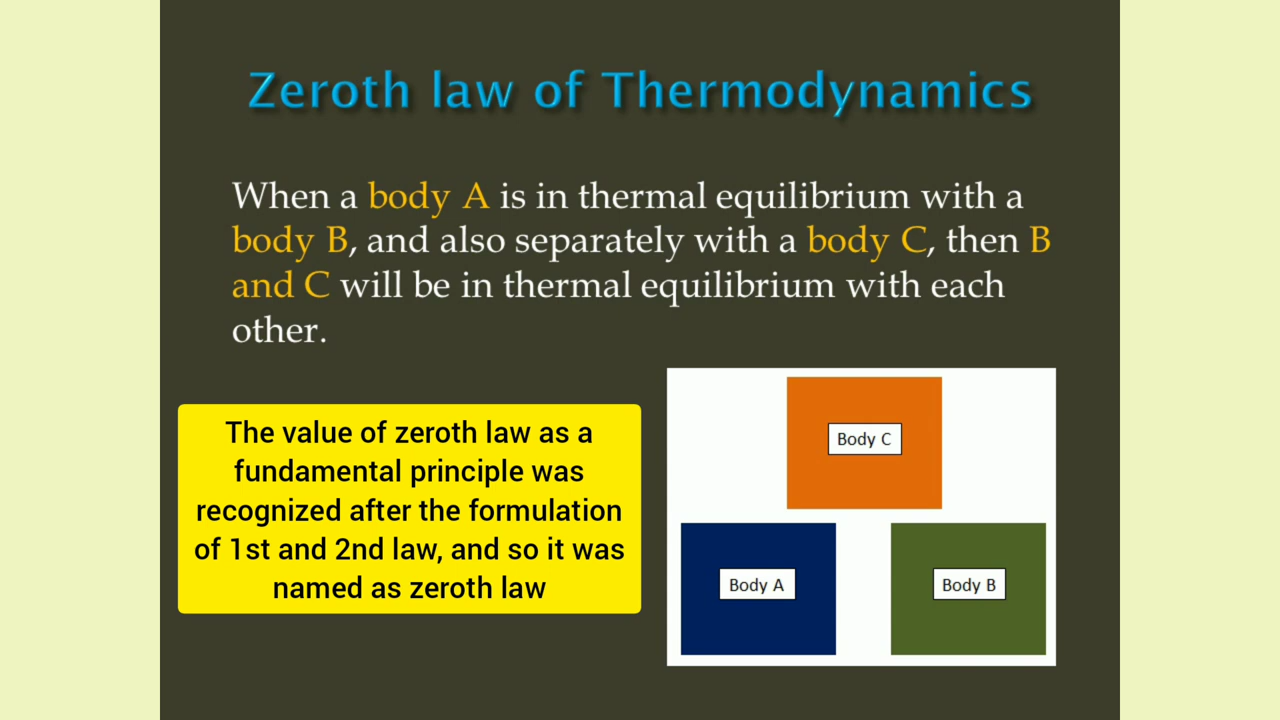 Zeroth law of Thermodynamics
When a body A is in thermal equilibrium with a
body B, and also separately with a body C, then B
and C will be in thermal equilibrium with each
other.
The value of zeroth law as a
fundamental principle was
recognized after the formulation
of 1st and 2nd law, and so it was
named as zeroth law
Body C
Body A
Body B